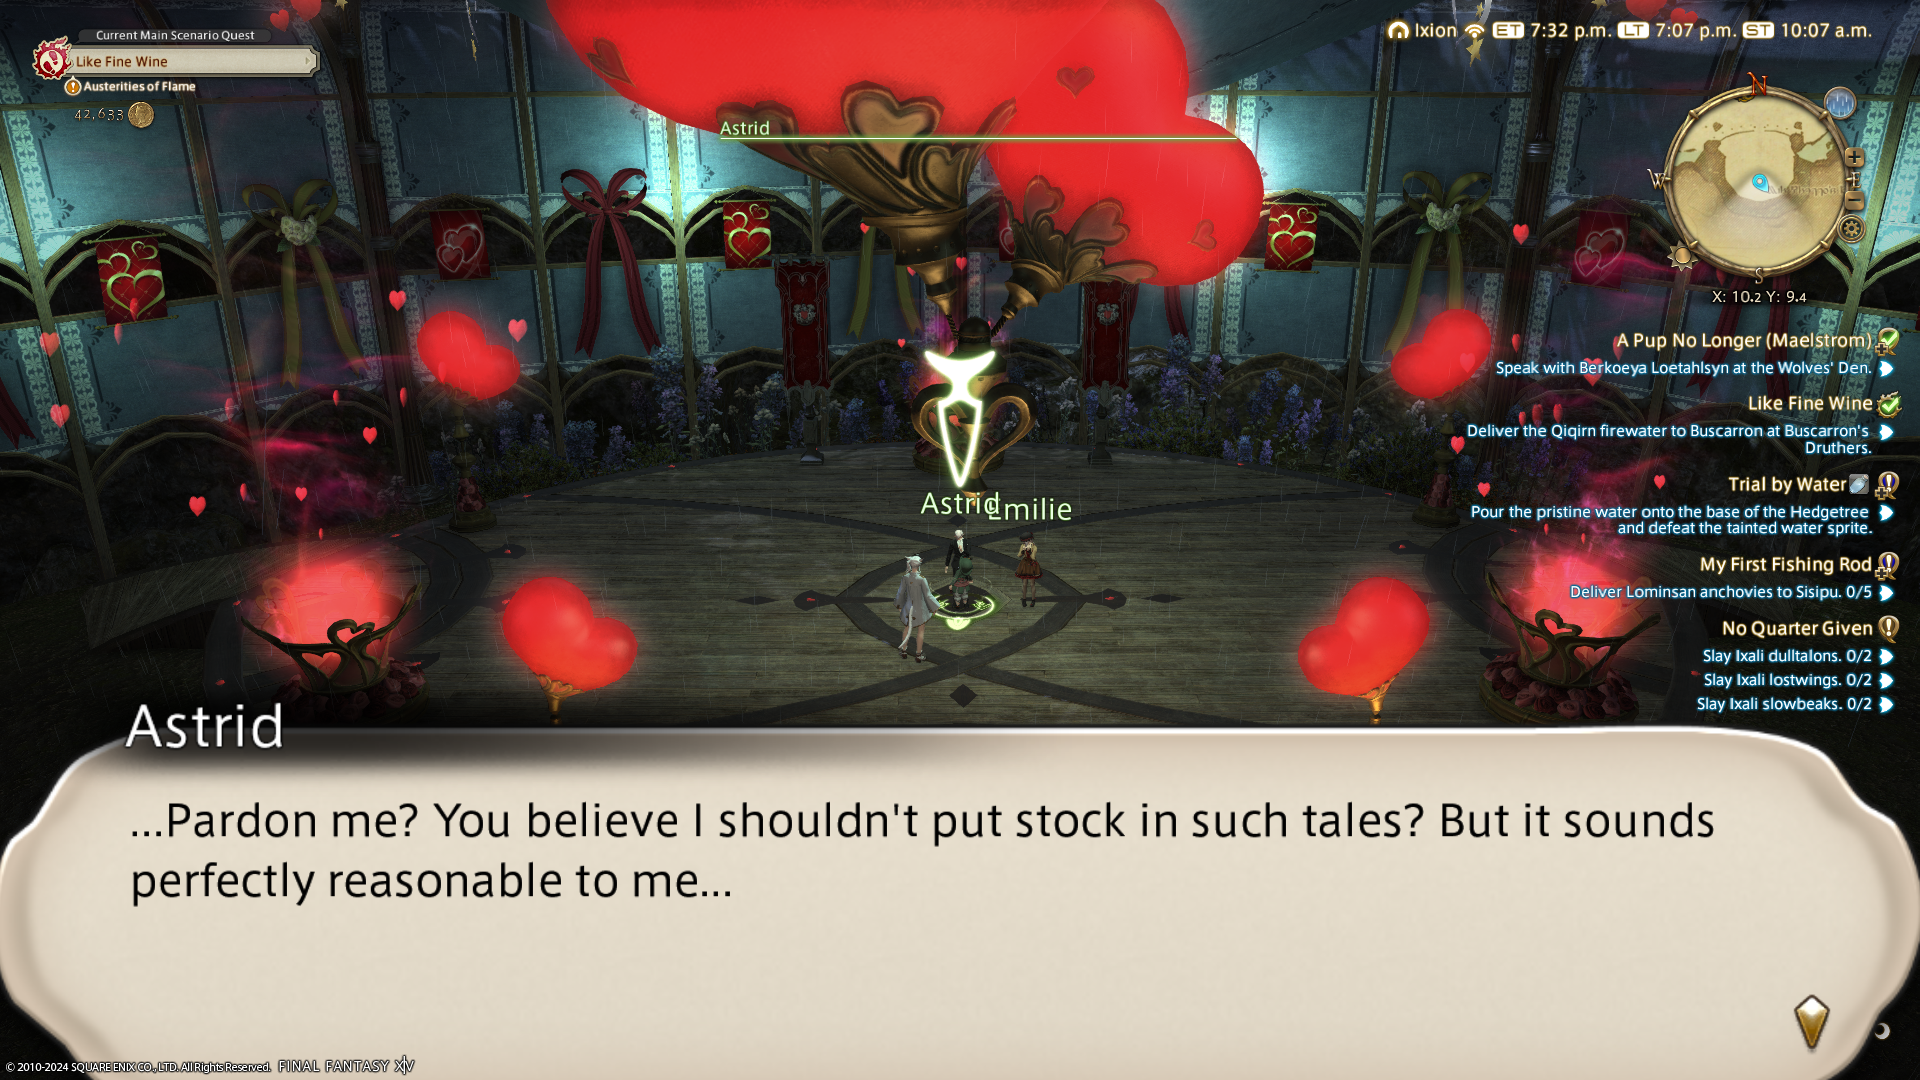 Current Main Scenario Quest
Like Fine Wine
Austerities of Flame
42,633
Ixion ET 7:32 p.m. LT 7:07 p.m. ST 10:07 a.m.
N
W
E
S
X: 10.2 Y: 9.4
Astrid
A Pup No Longer (Maelstrom)
Speak with Berkoeya Loetahlsyn at the Wolves' Den.
Like Fine Wine
Deliver the Qiqirn firewater to Buscarron at Buscarron's
Druthers.
Trial by Water
Pour the pristine water onto the base of the Hedgetree
and defeat the tainted water sprite.
My First Fishing Rod
Deliver Lominsan anchovies to Sisipu. 0/5
No Quarter Given
Slay Ixali dulltalons. 0/2
Slay Ixali lostwings. 0/2
Slay Ixali slowbeaks. 0/2
Astrid
Emilie
Astrid
...Pardon me? You believe I shouldn't put stock in such tales? But it sounds
perfectly reasonable to me...
© 2010-2024 SQUARE ENIX CO., LTD. All Rights Reserved. FINAL FANTASY XIV